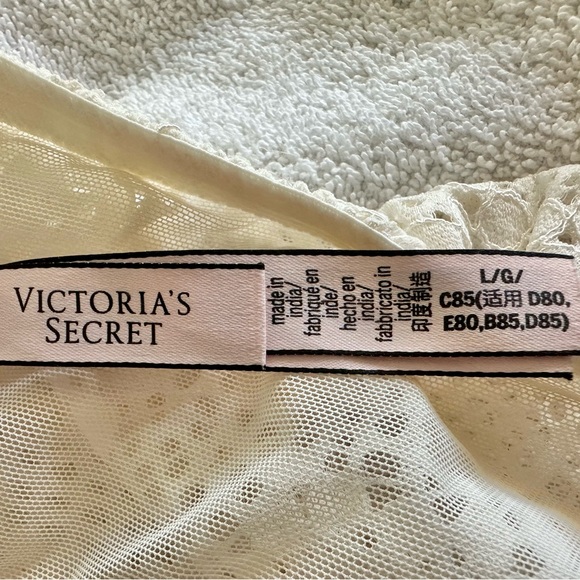 VICTORIA'S
SECRET
made in
india/
fabriqué en
inde/
hecho en
india/
fabbricato in
india/
印度制造
L/G/
C85(适用 D80,
E80,B85,D85)